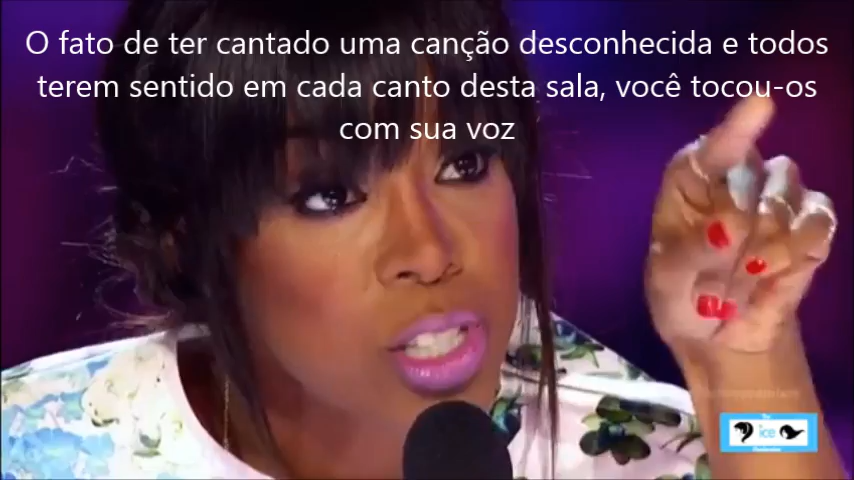 O fato de ter cantado uma canção desconhecida e todos
terem sentido em cada canto desta sala, você tocou-os
com sua voz
ice